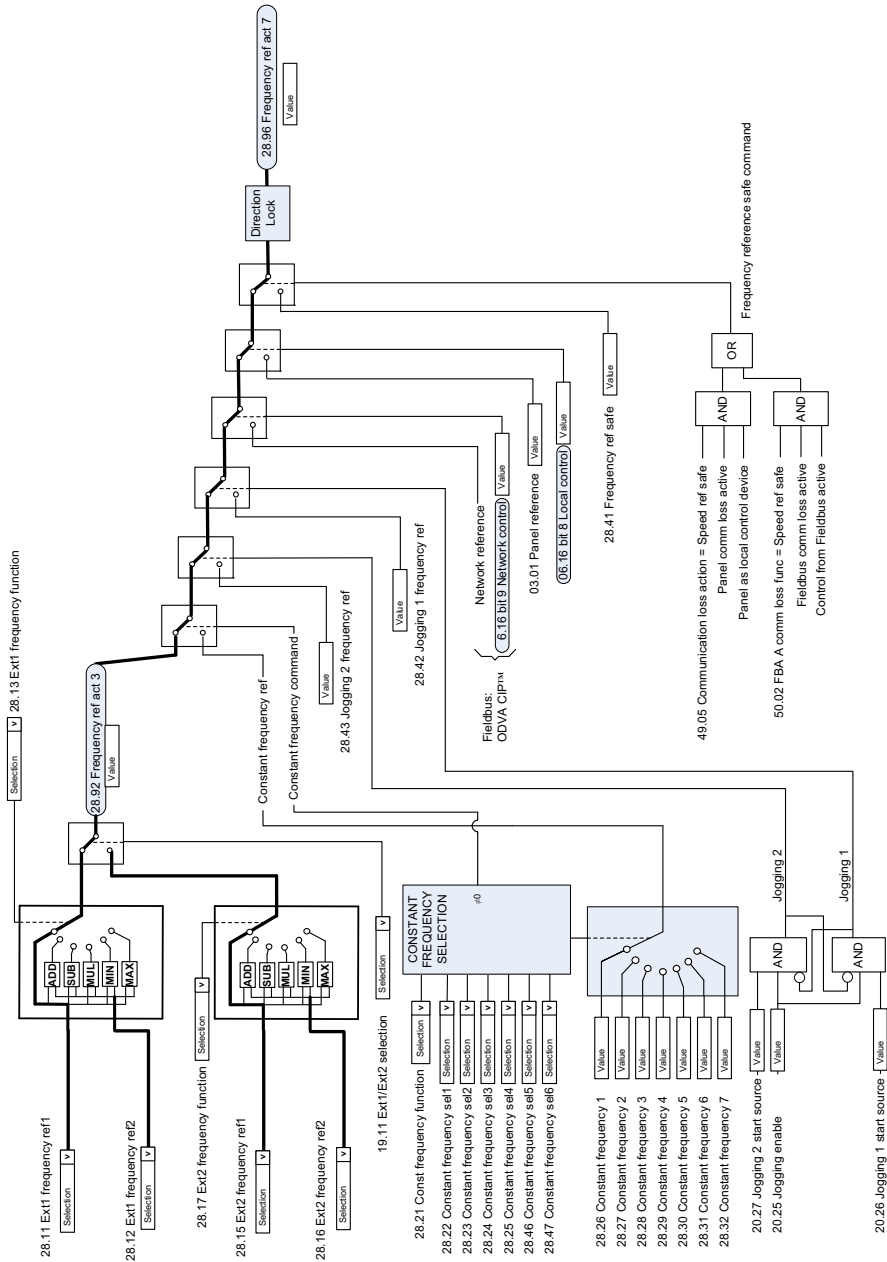 28.11 Ext1 frequency ref1
Selection
v
28.12 Ext1 frequency ref2
Selection
v
ADD
SUB
MUL
MIN
MAX
28.13 Ext1 frequency function
Selection
v
28.17 Ext2 frequency function
Selection
v
28.15 Ext2 frequency ref1
Selection
v
28.16 Ext2 frequency ref2
Selection
v
ADD
SUB
MUL
MIN
MAX
19.11 Ext1/Ext2 selection
Selection
v
28.92 Frequency ref act 3
Value
28.96 Frequency ref act 7
Value
Direction
Lock
28.21 Const frequency function
Selection
v
28.22 Constant frequency sel1
Selection
v
28.23 Constant frequency sel2
Selection
v
28.24 Constant frequency sel3
Selection
v
28.25 Constant frequency sel4
Selection
v
28.46 Constant frequency sel5
Selection
v
28.47 Constant frequency sel6
Selection
v
CONSTANT
FREQUENCY
SELECTION
≠0
Constant frequency ref
Constant frequency command
28.26 Constant frequency 1
Value
28.27 Constant frequency 2
Value
28.28 Constant frequency 3
Value
28.29 Constant frequency 4
Value
28.30 Constant frequency 5
Value
28.31 Constant frequency 6
Value
28.32 Constant frequency 7
Value
20.27 Jogging 2 start source
Value
20.25 Jogging enable
Value
20.26 Jogging 1 start source
Value
AND
AND
Jogging 2
Jogging 1
Value
28.43 Jogging 2 frequency ref
Value
28.42 Jogging 1 frequency ref
Fieldbus:
ODVA CIP™
Network reference
6.16 bit 9 Network control
Value
03.01 Panel reference
Value
06.16 bit 8 Local control
Value
28.41 Frequency ref safe
Value
49.05 Communication loss action = Speed ref safe
Panel comm loss active
Panel as local control device
AND
50.02 FBA A comm loss func = Speed ref safe
Fieldbus comm loss active
Control from Fieldbus active
AND
OR
Frequency reference safe command